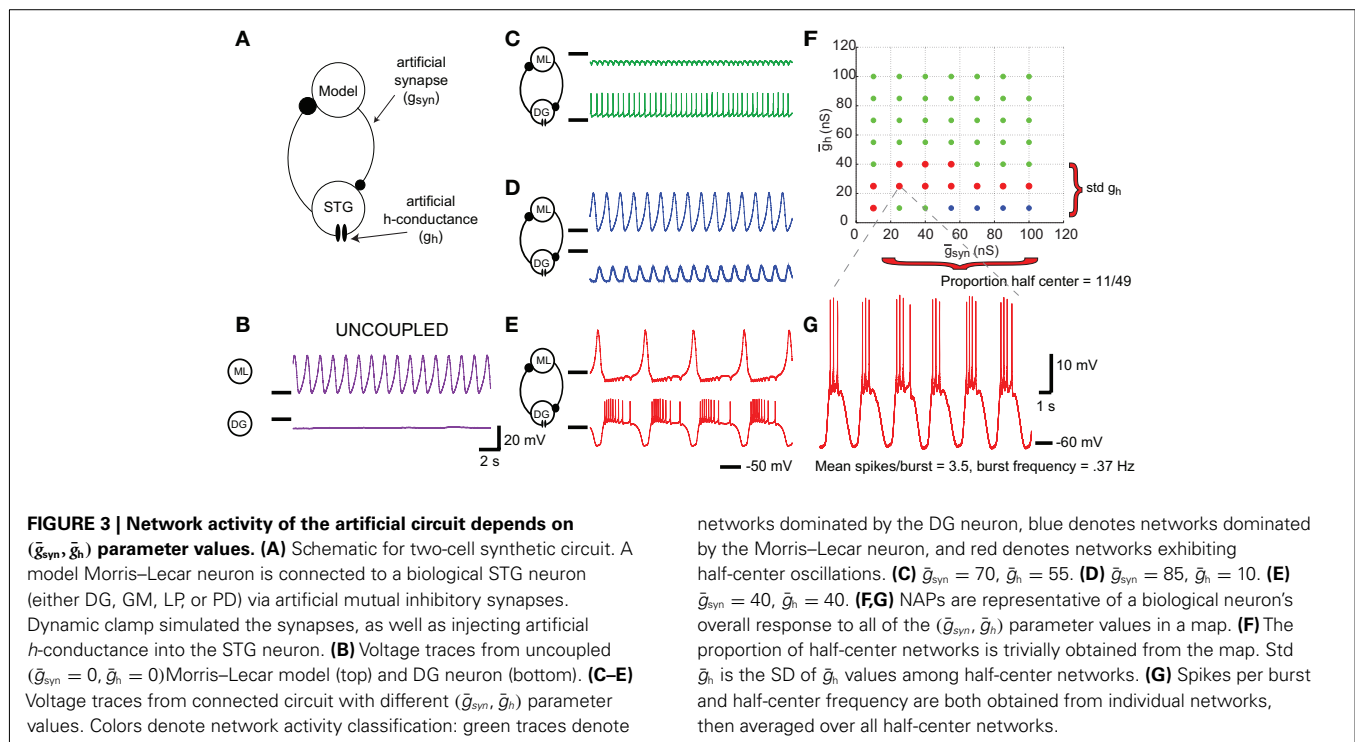 A
Model
artificial
synapse
(gsyn)
STG
artificial
h-conductance
(gh)
B
UNCOUPLED
ML
DG
20 mV
2 s
C
ML
DG
D
ML
DG
E
ML
DG
-50 mV
F
120
100
80
60
40
20
0
ḡh (nS)
0 20 40 60 80 100 120
ḡsyn (nS)
std gh
Proportion half center = 11/49
G
10 mV
1 s
-60 mV
Mean spikes/burst = 3.5, burst frequency = .37 Hz
FIGURE 3 | Network activity of the artificial circuit depends on
(ḡsyn, ḡh) parameter values. (A) Schematic for two-cell synthetic circuit. A
model Morris–Lecar neuron is connected to a biological STG neuron
(either DG, GM, LP, or PD) via artificial mutual inhibitory synapses.
Dynamic clamp simulated the synapses, as well as injecting artificial
h-conductance into the STG neuron. (B) Voltage traces from uncoupled
(ḡsyn = 0, ḡh = 0)Morris–Lecar model (top) and DG neuron (bottom). (C–E)
Voltage traces from connected circuit with different (ḡsyn, ḡh) parameter
values. Colors denote network activity classification: green traces denote
networks dominated by the DG neuron, blue denotes networks dominated
by the Morris–Lecar neuron, and red denotes networks exhibiting
half-center oscillations. (C) ḡsyn = 70, ḡh = 55. (D) ḡsyn = 85, ḡh = 10. (E)
ḡsyn = 40, ḡh = 40. (F,G) NAPs are representative of a biological neuron's
overall response to all of the (ḡsyn, ḡh) parameter values in a map. (F) The
proportion of half-center networks is trivially obtained from the map. Std
ḡh is the SD of ḡh values among half-center networks. (G) Spikes per burst
and half-center frequency are both obtained from individual networks,
then averaged over all half-center networks.